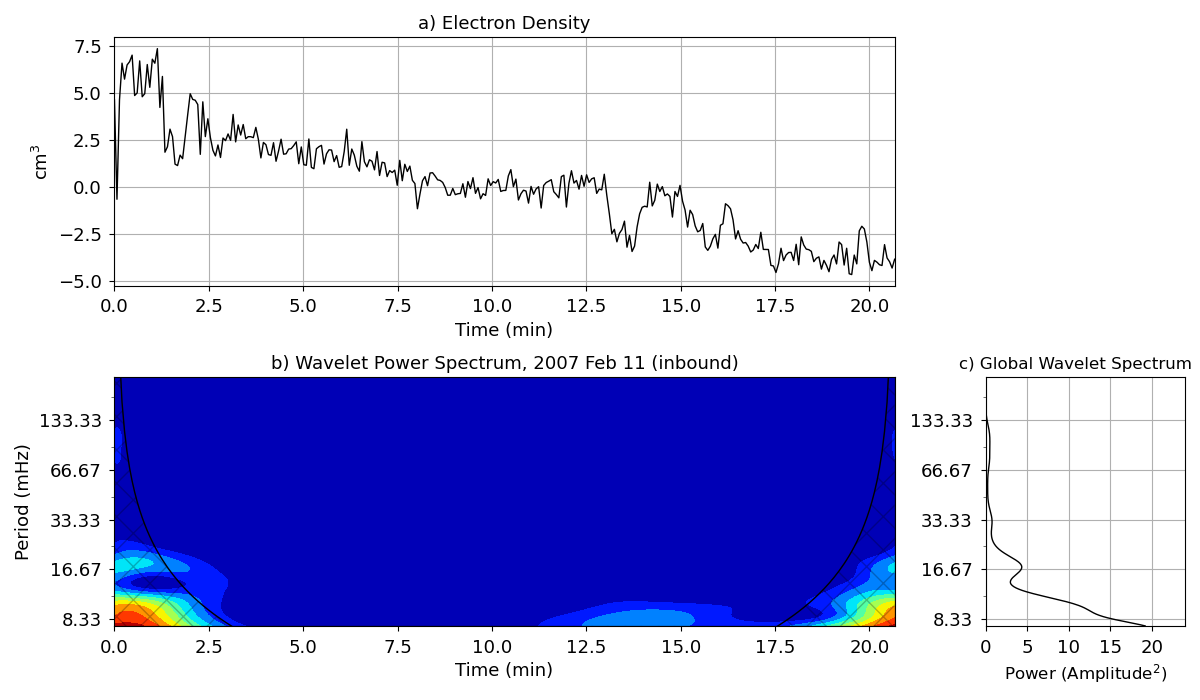 a) Electron Density
7.5
5.0
2.5
0.0
−2.5
−5.0
cm³
0.0 2.5 5.0 7.5 10.0 12.5 15.0 17.5 20.0
Time (min)
b) Wavelet Power Spectrum, 2007 Feb 11 (inbound)
133.33
66.67
33.33
16.67
8.33
Period (mHz)
0.0 2.5 5.0 7.5 10.0 12.5 15.0 17.5 20.0
Time (min)
c) Global Wavelet Spectrum
133.33
66.67
33.33
16.67
8.33
0 5 10 15 20
Power (Amplitude²)